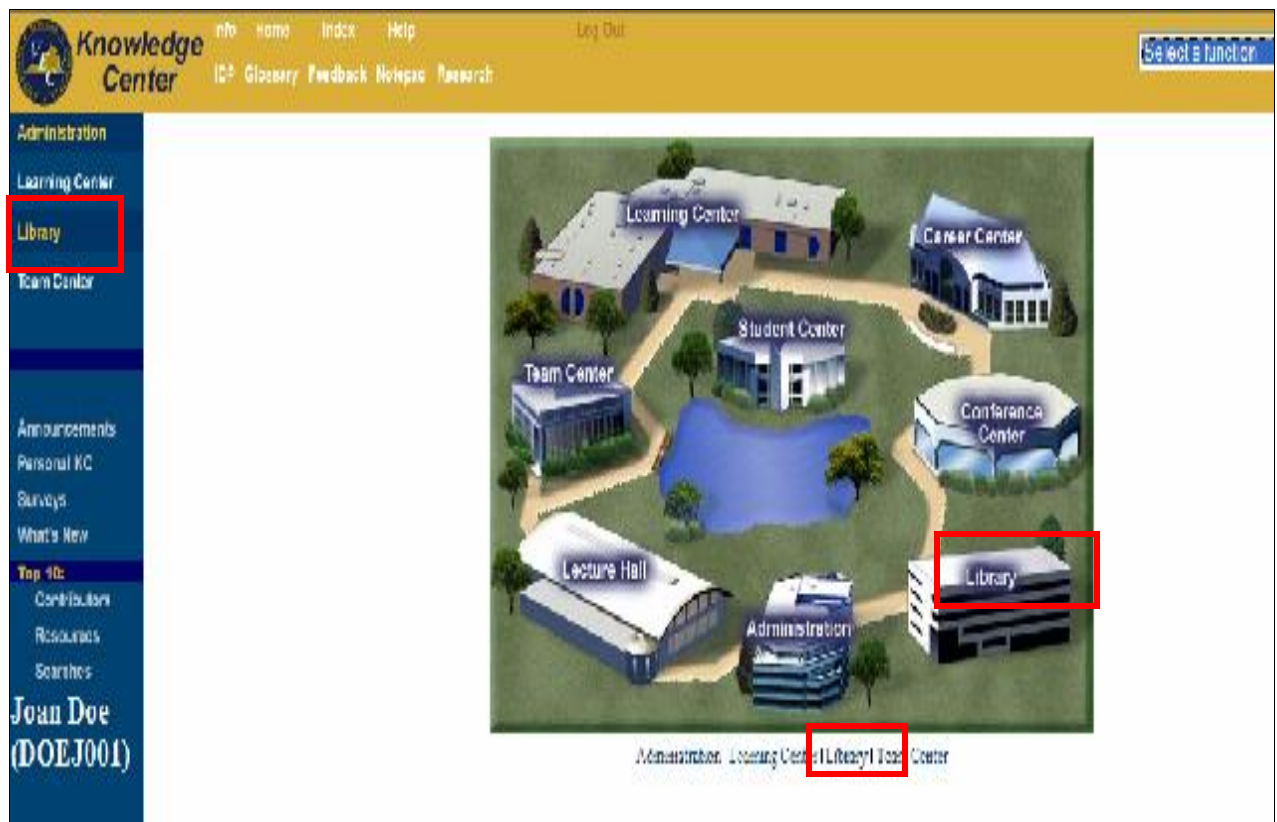 Knowledge
Center
Info Home Index Help Log Out
IDP Glossary Feedback Notepad Research
Select a function
Administration
Learning Center
Library
Team Center
Announcements
Personal KC
Surveys
What's New
Top 10:
Contributors
Resources
Searches
Joan Doe
(DOEJ001)
Learning Center
Career Center
Student Center
Team Center
Conference
Center
Lecture Hall
Library
Administration
Administration Learning Center | Library | Team Center